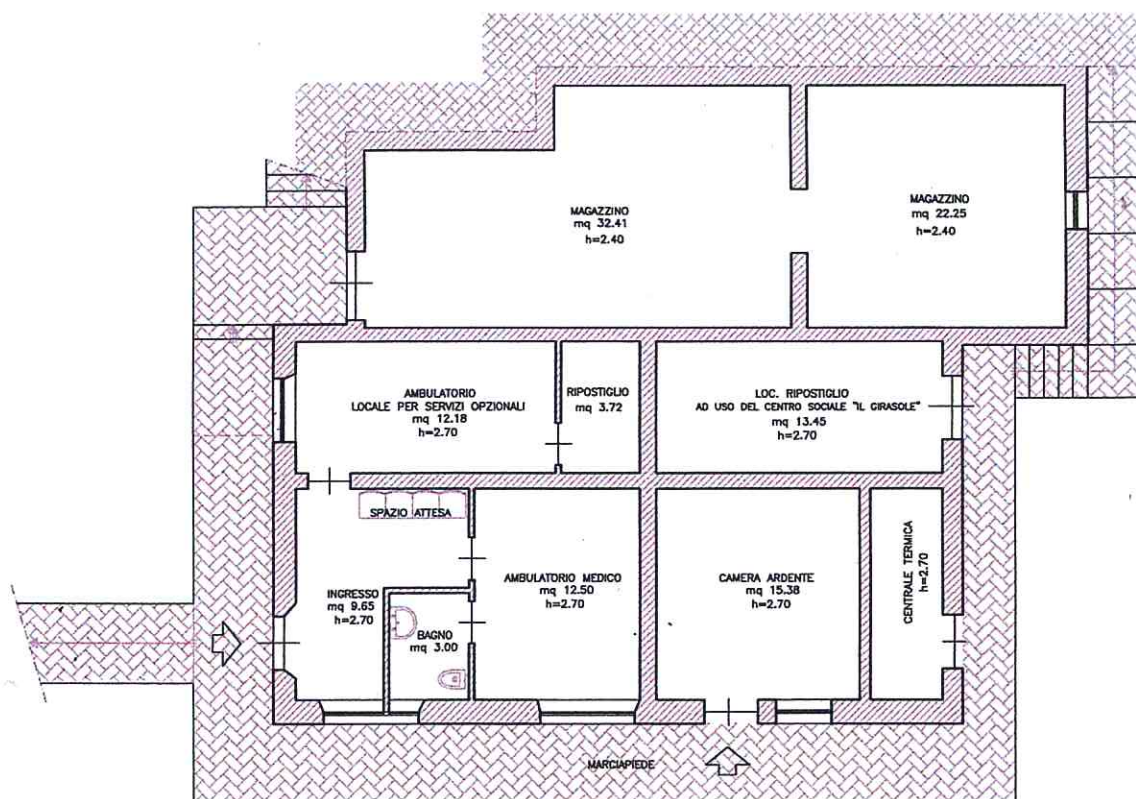 MAGAZZINO
mq 32.41
h=2.40
MAGAZZINO
mq 22.25
h=2.40
AMBULATORIO
LOCALE PER SERVIZI OPZIONALI
mq 12.18
h=2.70
RIPOSTIGLIO
mq 3.72
LOC. RIPOSTIGLIO
AD USO DEL CENTRO SOCIALE "IL GIRASOLE"
mq 13.45
h=2.70
SPAZIO ATTESA
INGRESSO
mq 9.65
h=2.70
BAGNO
mq 3.00
AMBULATORIO MEDICO
mq 12.50
h=2.70
CAMERA ARDENTE
mq 15.38
h=2.70
CENTRALE TERMICA
h=2.70
MARCIAPIEDE